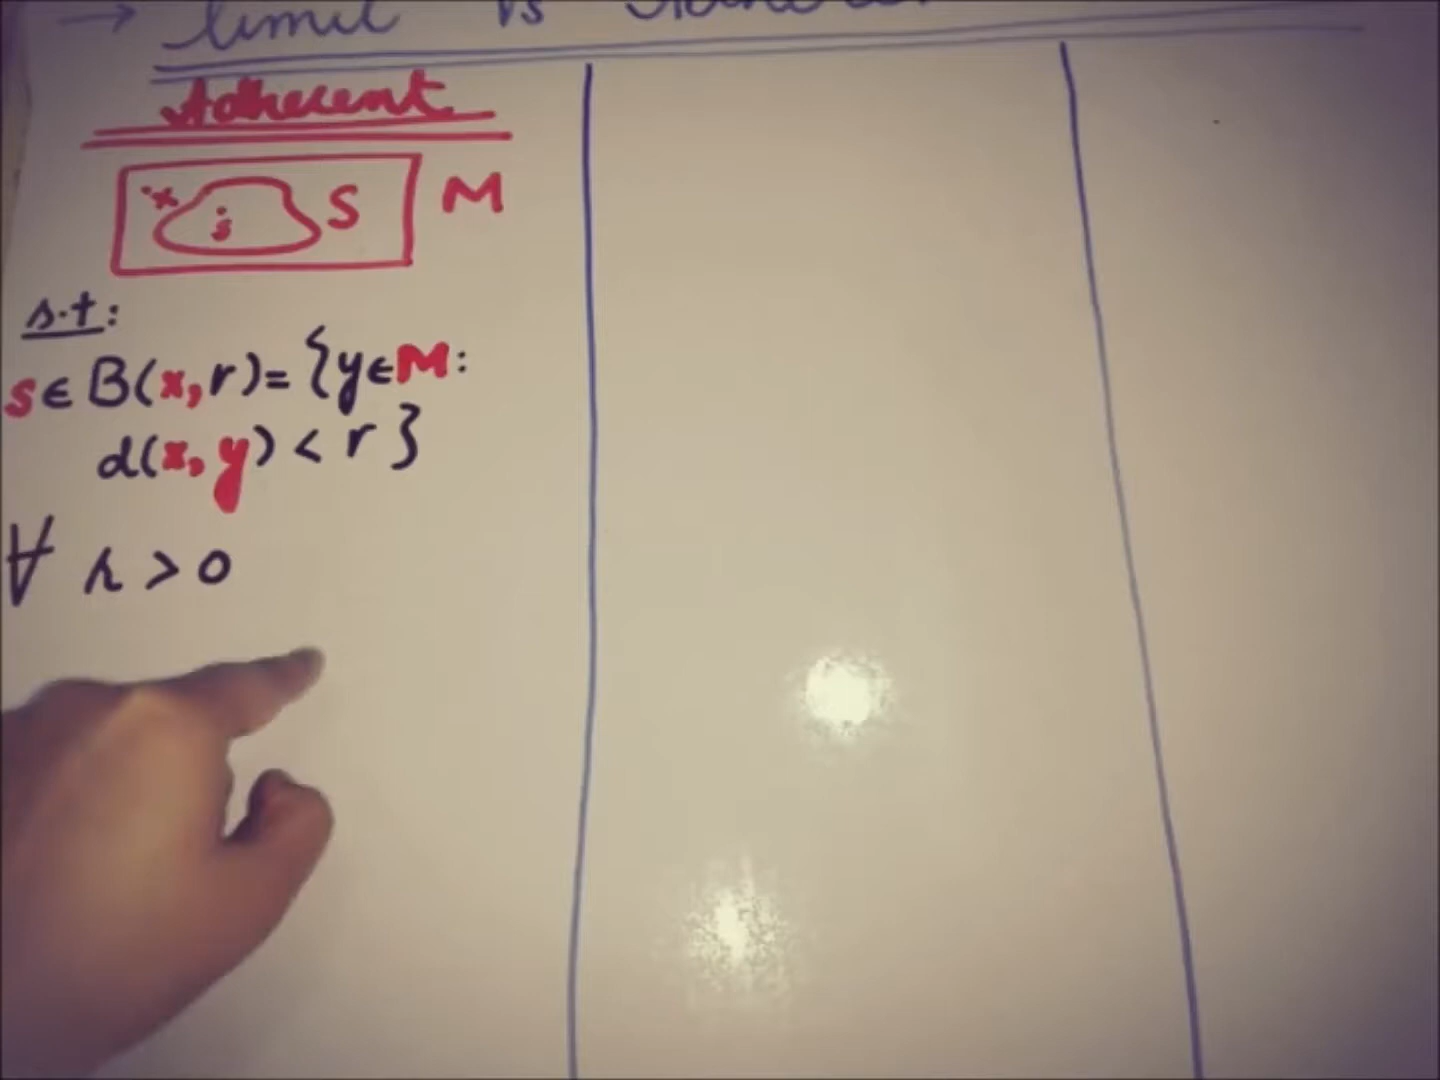 → limit vs
Adherent
x s S M
s.t:
s∈B(x,r)={y∈M:
d(x,y)<r}
∀ r>0